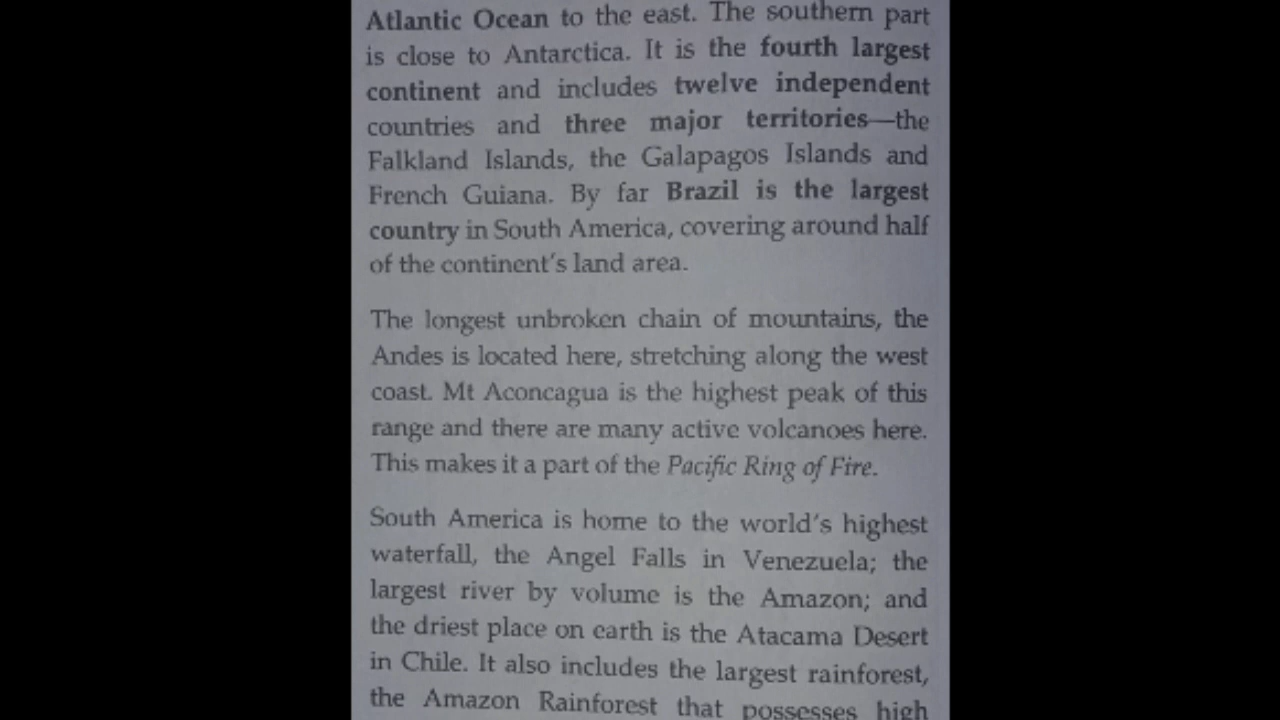 Atlantic Ocean to the east. The southern part
is close to Antarctica. It is the fourth largest
continent and includes twelve independent
countries and three major territories—the
Falkland Islands, the Galapagos Islands and
French Guiana. By far Brazil is the largest
country in South America, covering around half
of the continent's land area.
The longest unbroken chain of mountains, the
Andes is located here, stretching along the west
coast. Mt Aconcagua is the highest peak of this
range and there are many active volcanoes here.
This makes it a part of the Pacific Ring of Fire.
South America is home to the world's highest
waterfall, the Angel Falls in Venezuela; the
largest river by volume is the Amazon; and
the driest place on earth is the Atacama Desert
in Chile. It also includes the largest rainforest,
the Amazon Rainforest that possesses high